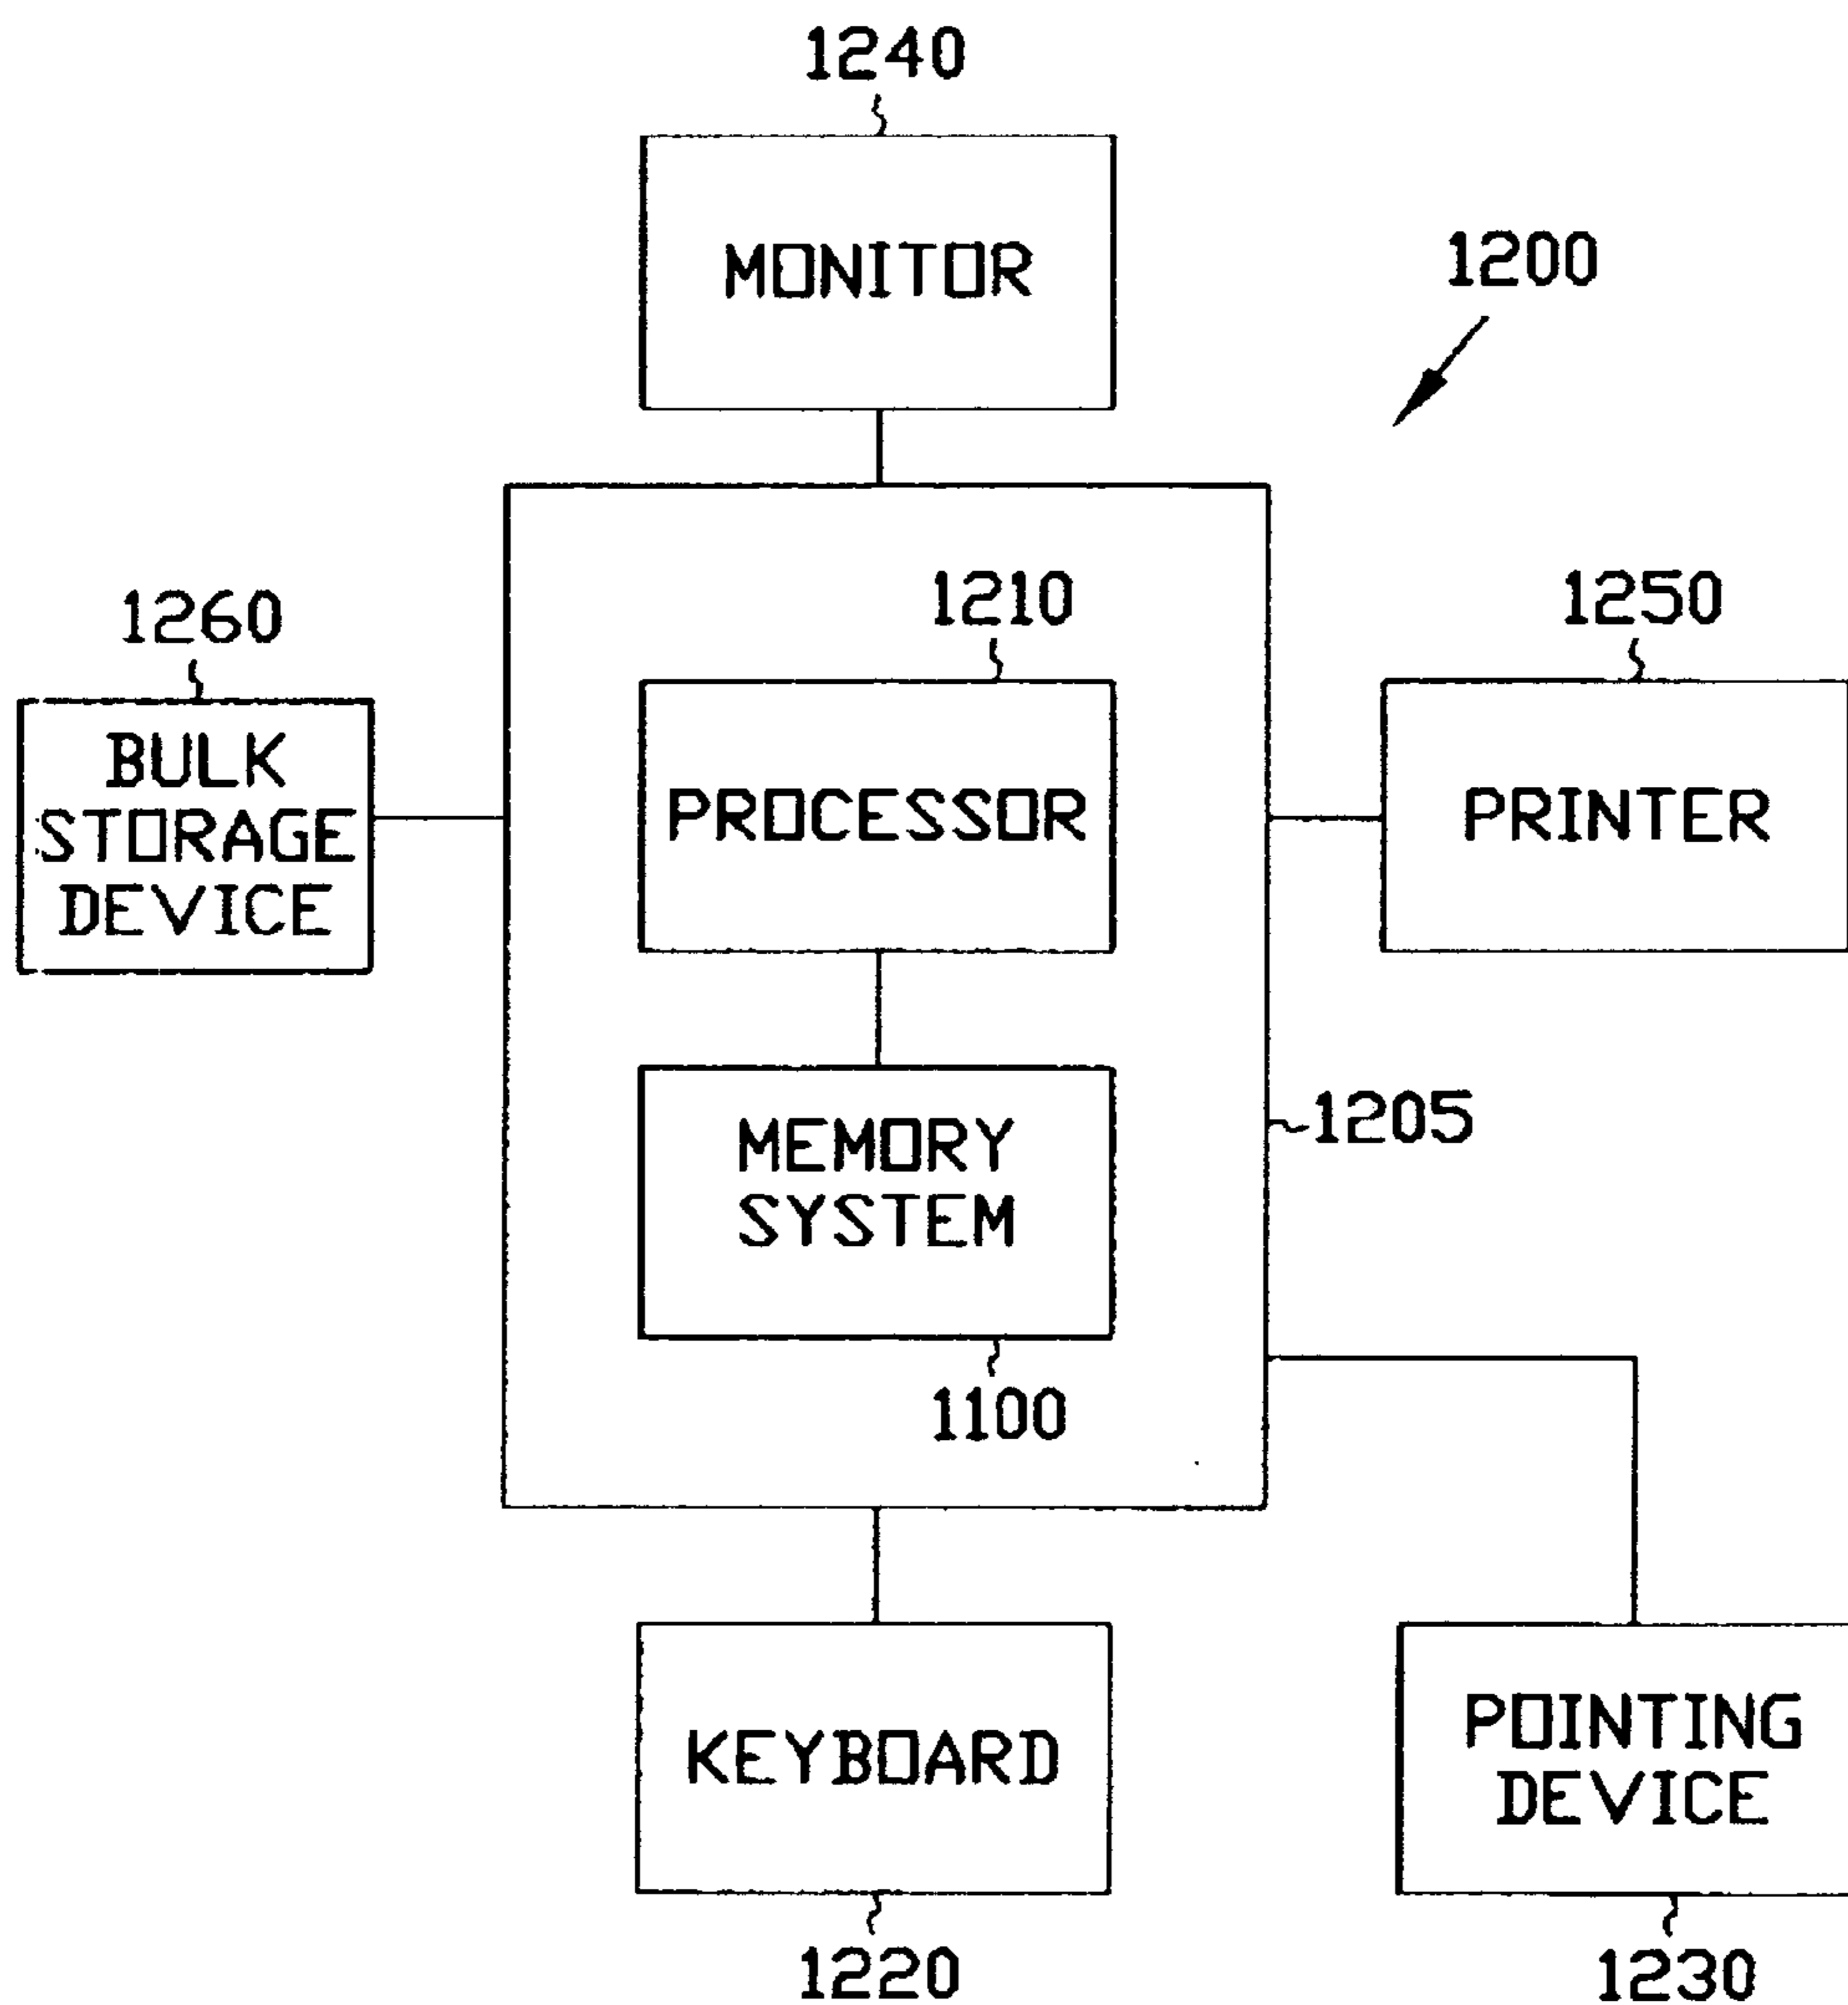 1240
MONITOR
1200
1260
BULK
STORAGE
DEVICE
1210
PROCESSOR
1250
PRINTER
MEMORY
SYSTEM
1205
1100
KEYBOARD
1220
POINTING
DEVICE
1230